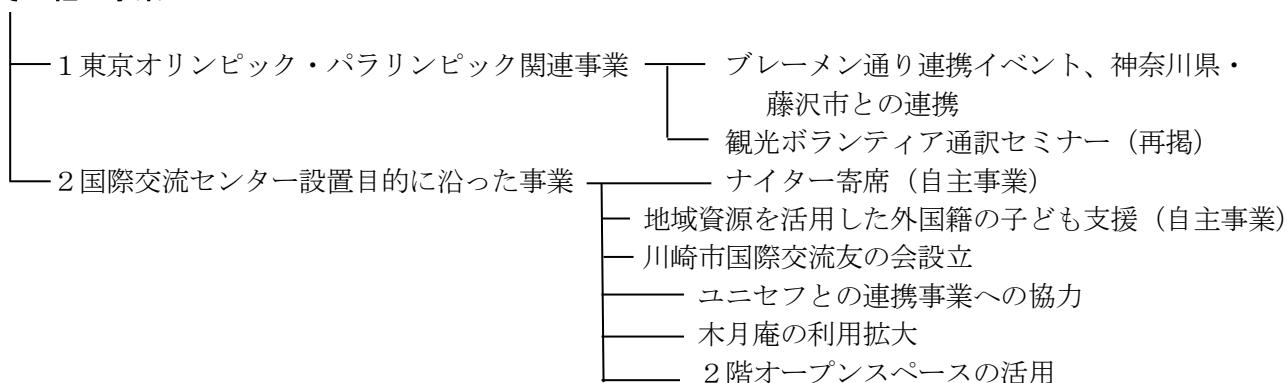 1東京オリンピック・パラリンピック関連事業
ブレーメン通り連携イベント、神奈川県・
藤沢市との連携
観光ボランティア通訳セミナー（再掲）
2国際交流センター設置目的に沿った事業
ナイター寄席（自主事業）
地域資源を活用した外国籍の子ども支援（自主事業）
川崎市国際交流友の会設立
ユニセフとの連携事業への協力
木月庵の利用拡大
２階オープンスペースの活用